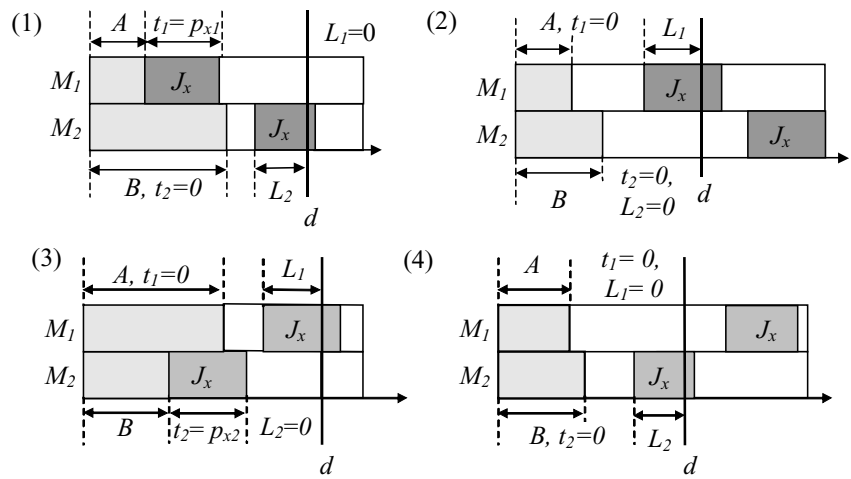 (1)
A
t₁= pₓ₁
L₁=0
M₁
Jₓ
M₂
Jₓ
B, t₂=0
L₂
d
(2)
A, t₁=0
L₁
M₁
Jₓ
M₂
Jₓ
B
t₂=0,
L₂=0
d
(3)
A, t₁=0
L₁
M₁
Jₓ
M₂
Jₓ
B
t₂= pₓ₂
L₂=0
d
(4)
A
t₁= 0,
L₁= 0
M₁
Jₓ
M₂
Jₓ
B, t₂=0
L₂
d